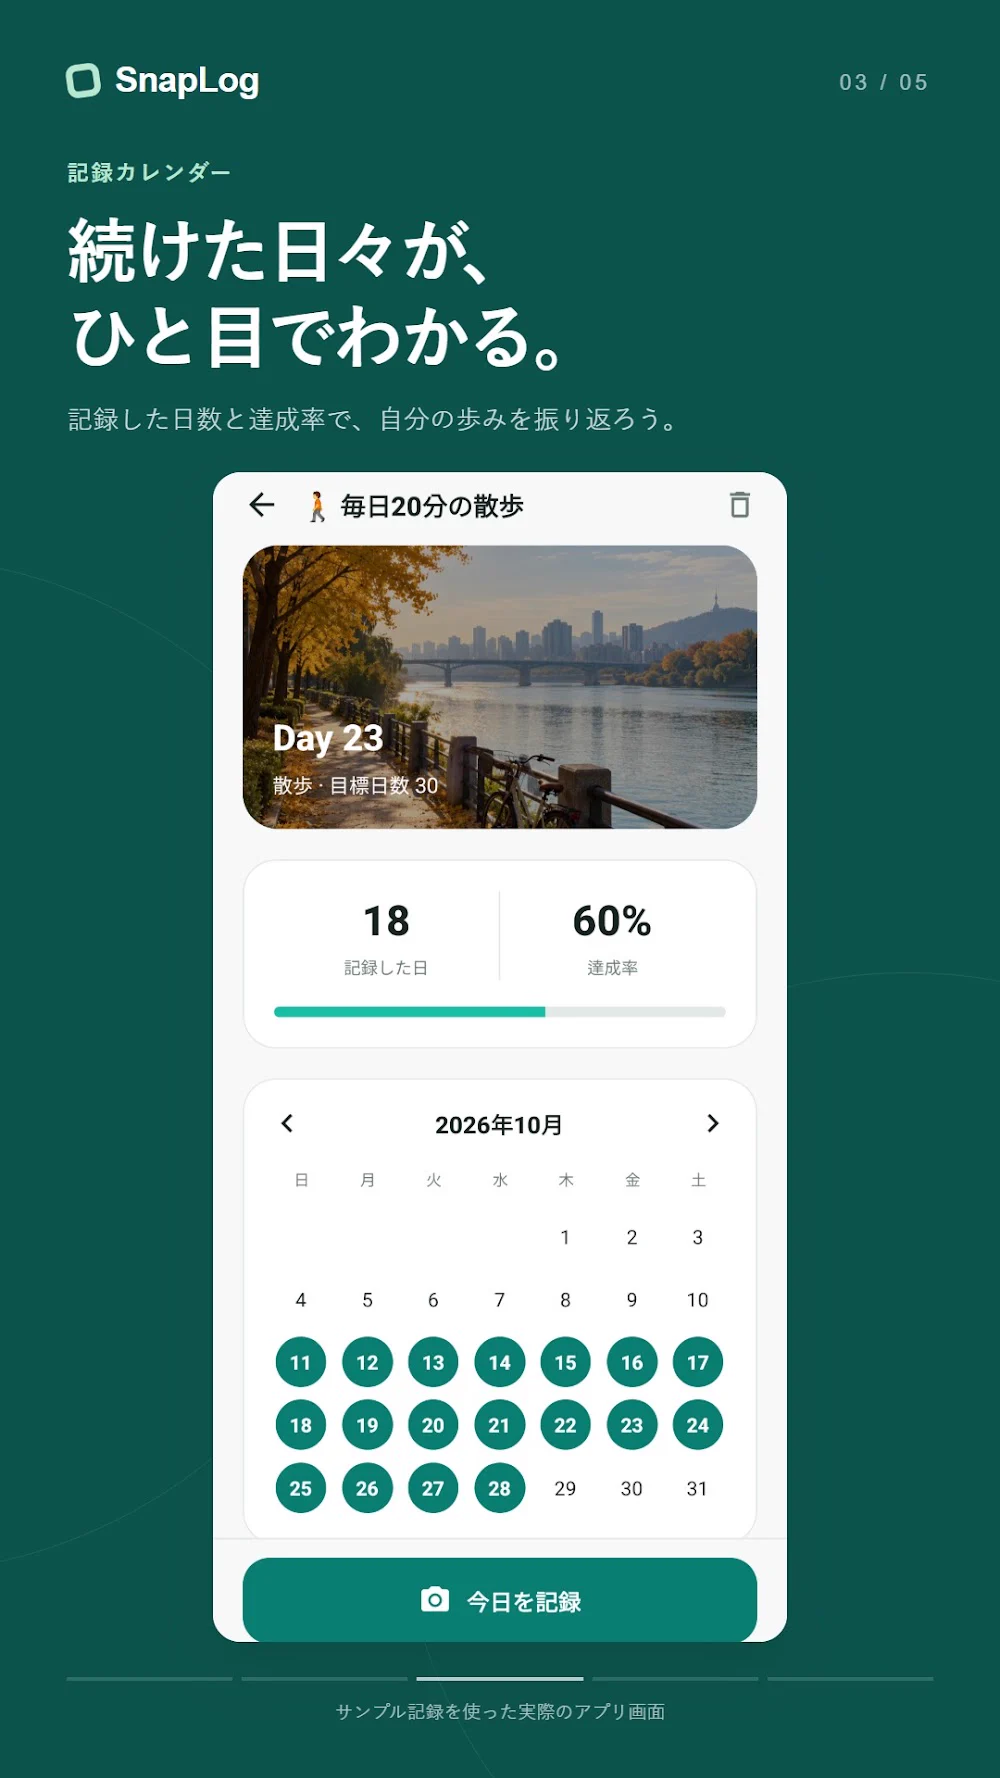 SnapLog
03 / 05
記録カレンダー
続けた日々が、
ひと目でわかる。
記録した日数と達成率で、自分の歩みを振り返ろう。
毎日20分の散歩
Day 23
散歩 · 目標日数 30
18
60%
記録した日
達成率
2026年10月
日 月 火 水 木 金 土
1 2 3
4 5 6 7 8 9 10
11 12 13 14 15 16 17
18 19 20 21 22 23 24
25 26 27 28 29 30 31
今日を記録
サンプル記録を使った実際のアプリ画面